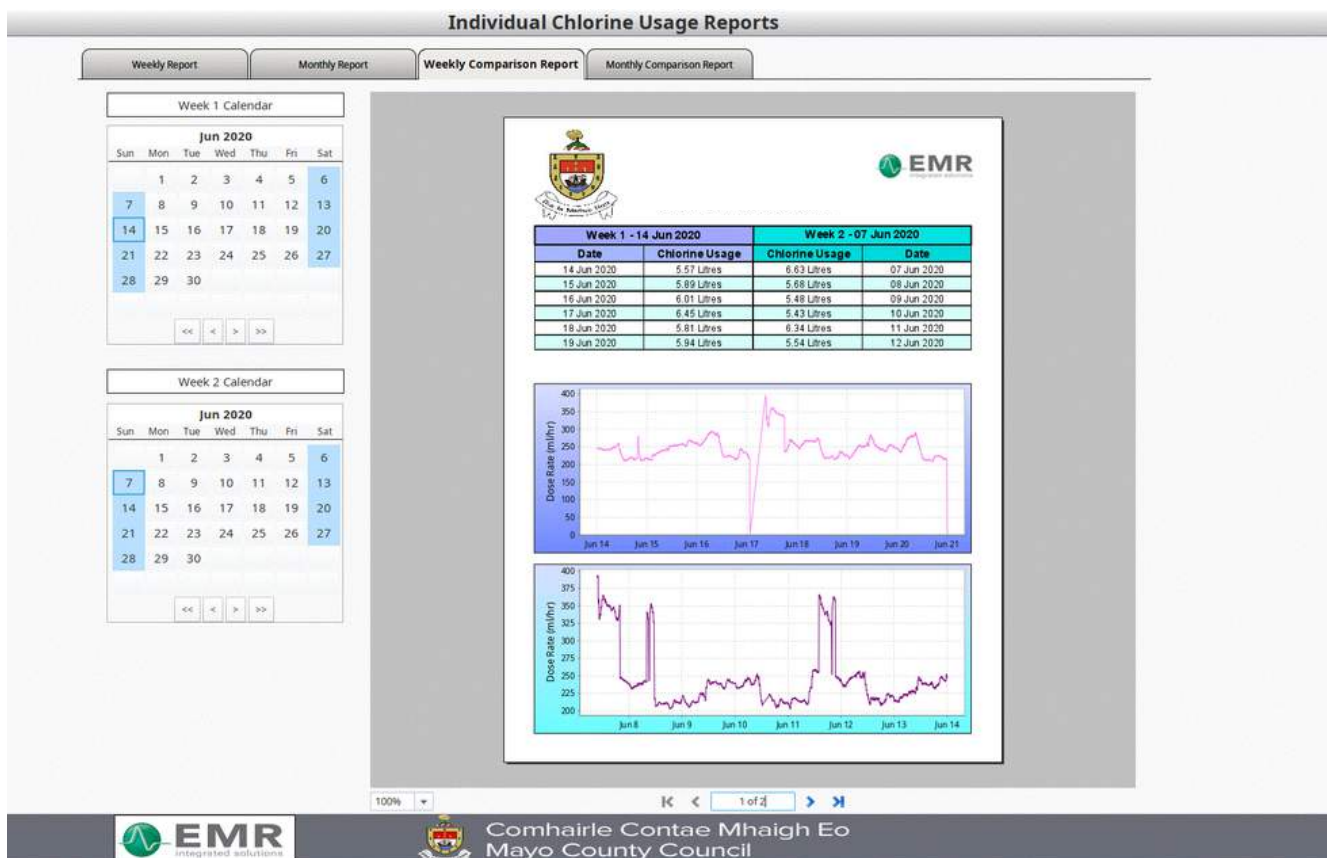 Individual Chlorine Usage Reports
Weekly Report Monthly Report Weekly Comparison Report Monthly Comparison Report
Week 1 Calendar
Jun 2020
Sun Mon Tue Wed Thu Fri Sat
1 2 3 4 5 6
7 8 9 10 11 12 13
14 15 16 17 18 19 20
21 22 23 24 25 26 27
28 29 30
<< < > >>
Week 2 Calendar
Jun 2020
Sun Mon Tue Wed Thu Fri Sat
1 2 3 4 5 6
7 8 9 10 11 12 13
14 15 16 17 18 19 20
21 22 23 24 25 26 27
28 29 30
<< < > >>
EMR
integrated solutions
Week 1 - 14 Jun 2020 Week 2 - 07 Jun 2020
Date Chlorine Usage Chlorine Usage Date
14 Jun 2020 5.57 Litres 6.63 Litres 07 Jun 2020
15 Jun 2020 5.89 Litres 5.68 Litres 08 Jun 2020
16 Jun 2020 6.01 Litres 5.48 Litres 09 Jun 2020
17 Jun 2020 6.45 Litres 5.43 Litres 10 Jun 2020
18 Jun 2020 5.81 Litres 6.34 Litres 11 Jun 2020
19 Jun 2020 5.94 Litres 5.54 Litres 12 Jun 2020
Dose Rate (ml/hr)
400
350
300
250
200
150
100
50
0
Jun 14 Jun 15 Jun 16 Jun 17 Jun 18 Jun 19 Jun 20 Jun 21
Dose Rate (ml/hr)
400
375
350
325
300
275
250
225
200
Jun 8 Jun 9 Jun 10 Jun 11 Jun 12 Jun 13 Jun 14
100% 1 of 2
EMR
integrated solutions
Comhairle Contae Mhaigh Eo
Mayo County Council